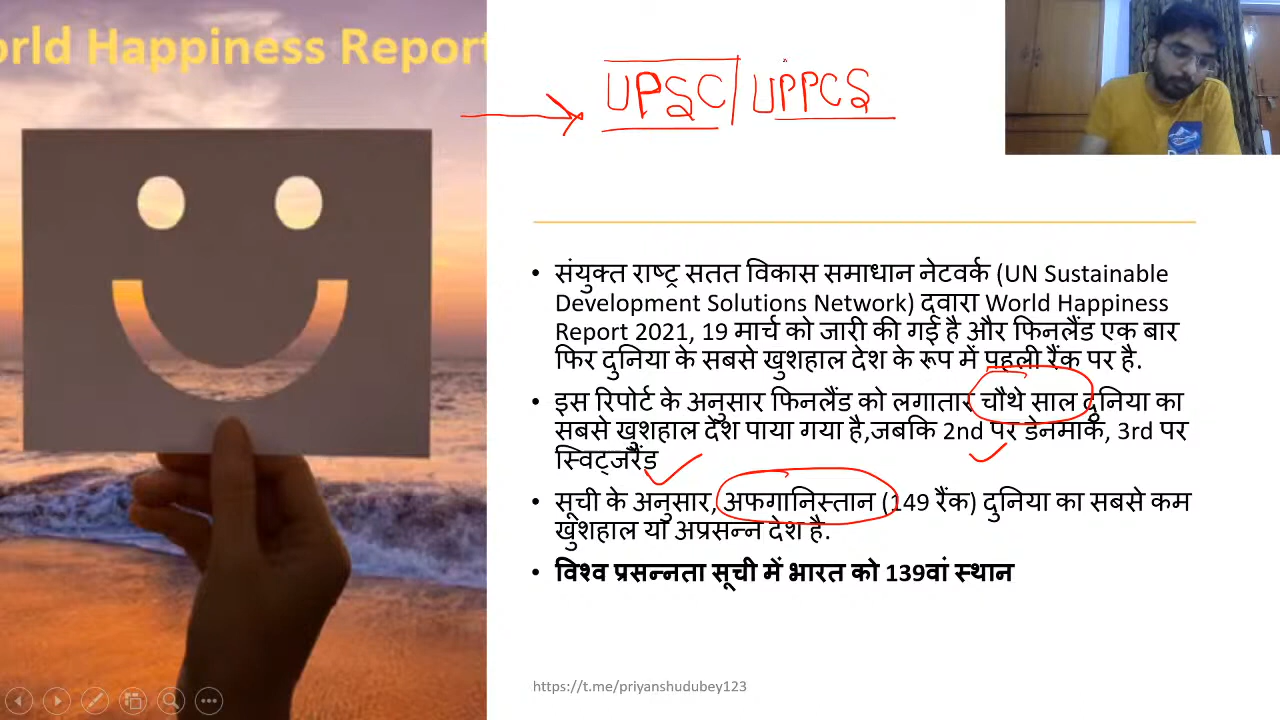 orld Happiness Report
UPSC/UPPCS
• संयुक्त राष्ट्र सतत विकास समाधान नेटवर्क (UN Sustainable
Development Solutions Network) दवारा World Happiness
Report 2021, 19 मार्च को जारी की गई है और फिनलैंड एक बार
फिर दुनिया के सबसे खुशहाल देश के रूप में पहली रैंक पर है.
• इस रिपोर्ट के अनुसार फिनलैंड को लगातार चौथे साल दुनिया का
सबसे खुशहाल देश पाया गया है,जबकि 2nd पर डेनमार्क, 3rd पर
स्विट्जरैंड
• सूची के अनुसार, अफगानिस्तान (149 रैंक) दुनिया का सबसे कम
खुशहाल या अप्रसन्न देश है.
• विश्व प्रसन्नता सूची में भारत को 139वां स्थान
https://t.me/priyanshudubey123